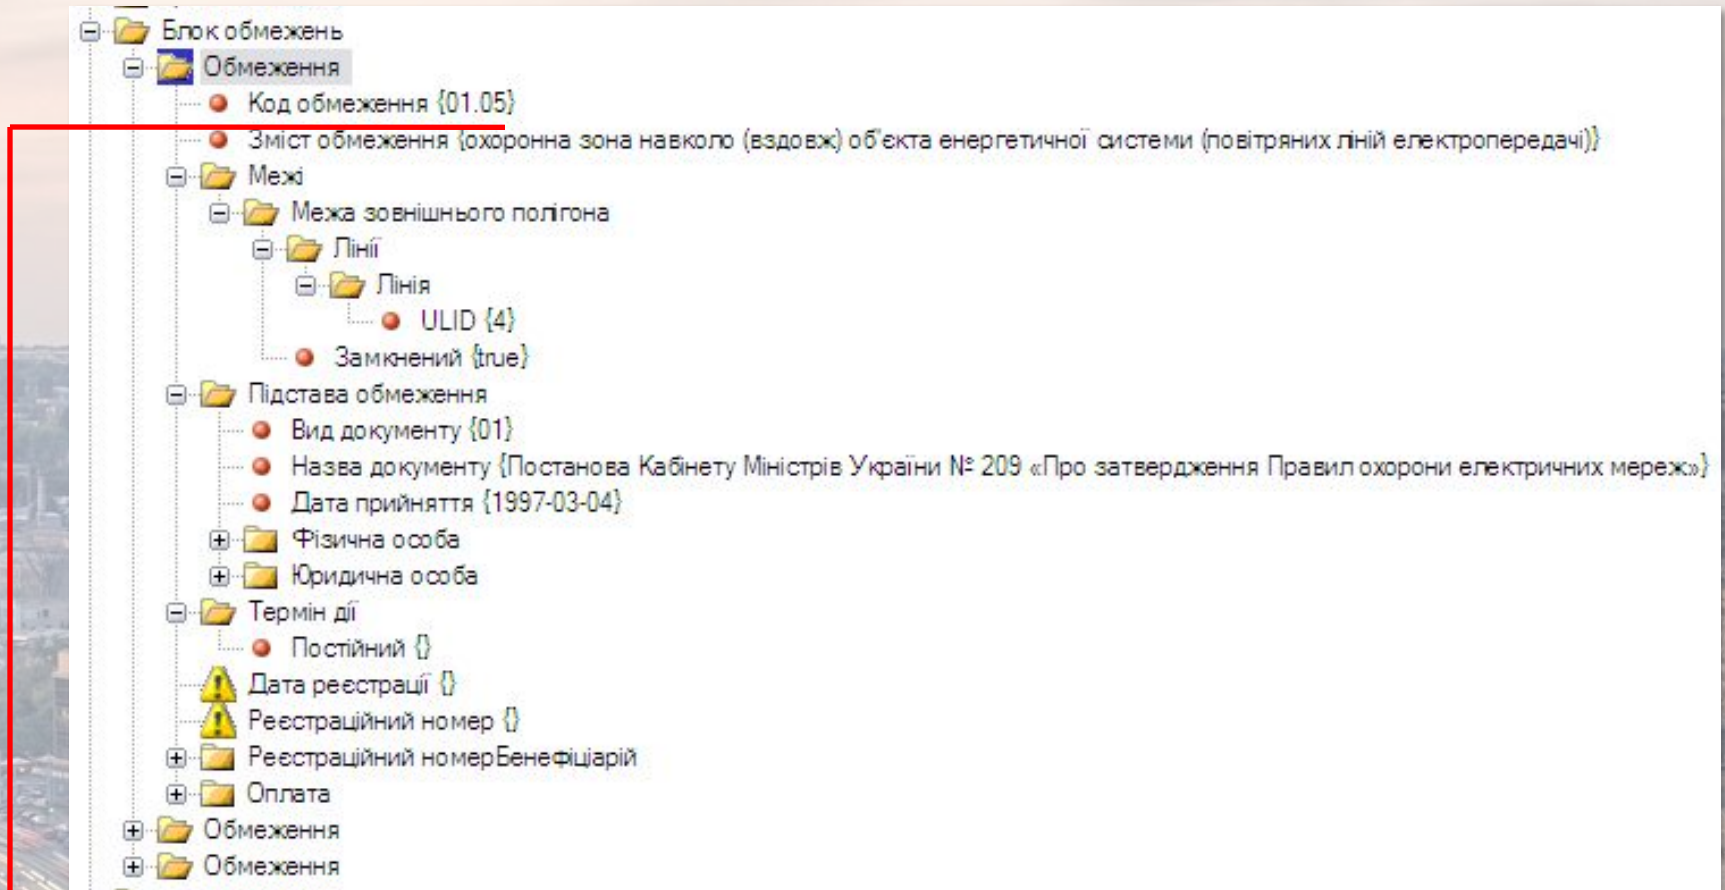 Блок обмежень
Обмеження
Код обмеження {01.05}
Зміст обмеження {охоронна зона навколо (вздовж) об'єкта енергетичної системи (повітряних ліній електропередачі)}
Межі
Межа зовнішнього полігона
Лінії
Лінія
ULID {4}
Замкнений {true}
Підстава обмеження
Вид документу {01}
Назва документу {Постанова Кабінету Міністрів України № 209 «Про затвердження Правил охорони електричних мереж»}
Дата прийняття {1997-03-04}
Фізична особа
Юридична особа
Термін дії
Постійний {}
Дата реєстрації {}
Реєстраційний номер {}
Реєстраційний номерБенефіціарій
Оплата
Обмеження
Обмеження